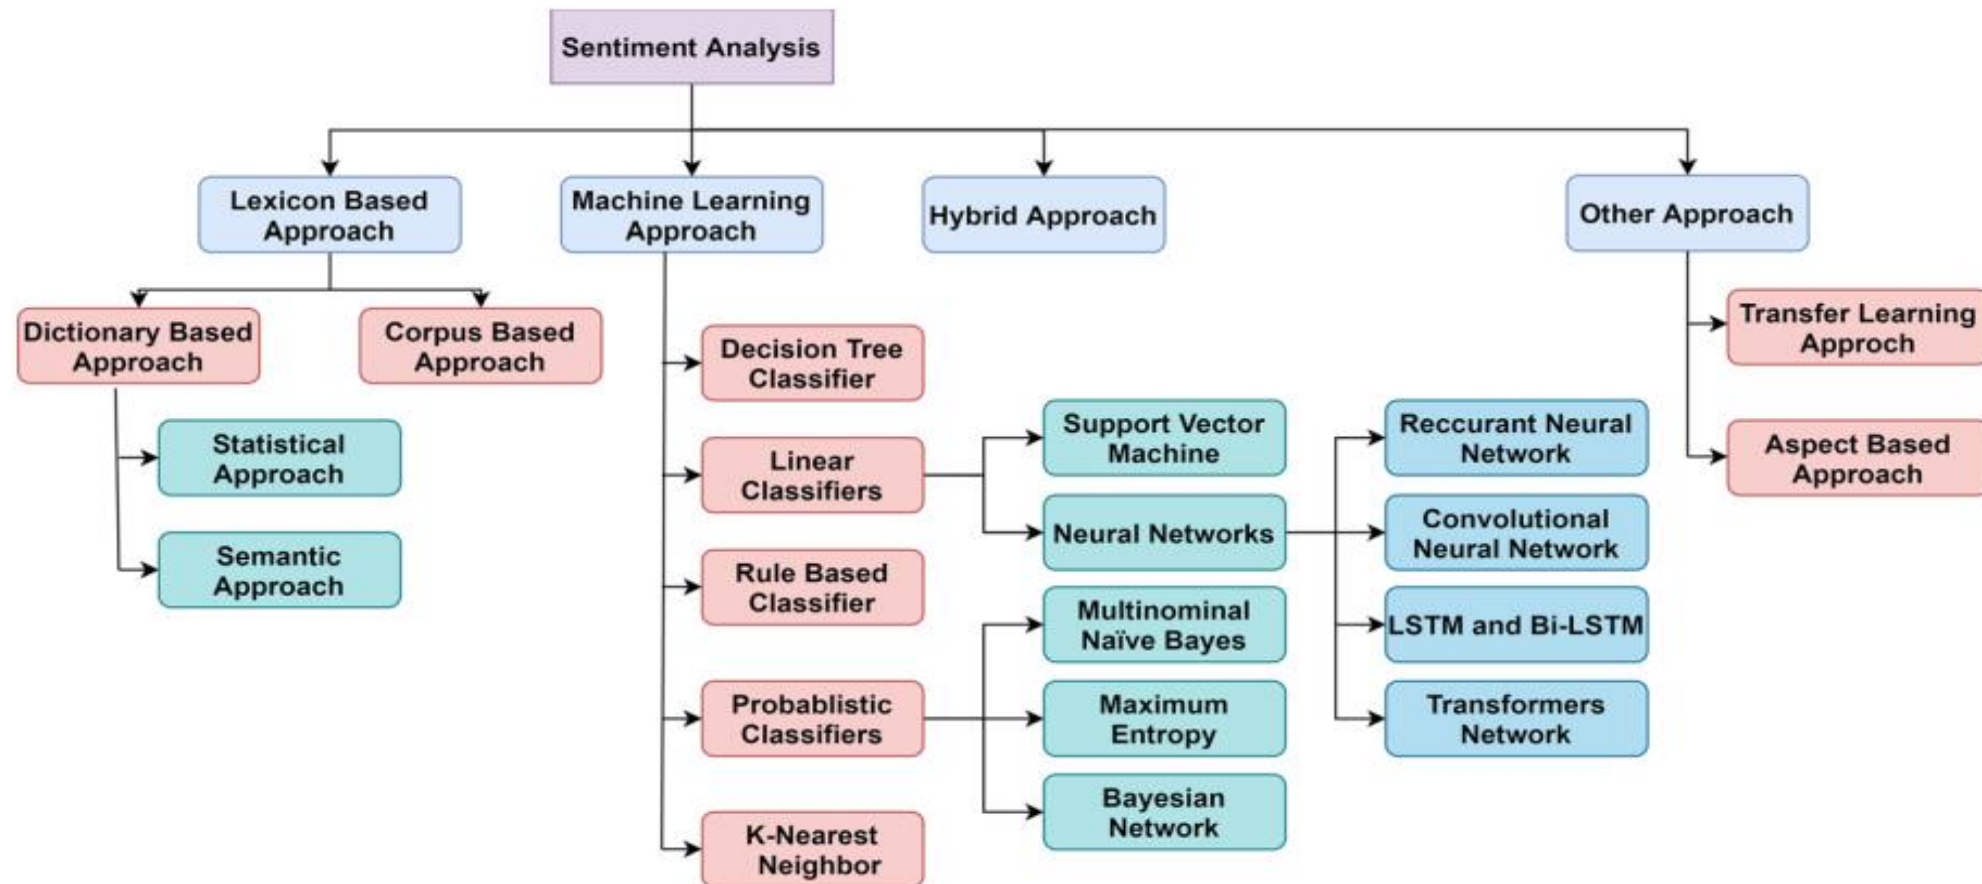 Sentiment Analysis
Lexicon Based
Approach
Machine Learning
Approach
Hybrid Approach
Other Approach
Dictionary Based
Approach
Corpus Based
Approach
Statistical
Approach
Semantic
Approach
Decision Tree
Classifier
Linear
Classifiers
Rule Based
Classifier
Probablistic
Classifiers
K-Nearest
Neighbor
Support Vector
Machine
Neural Networks
Multinominal
Naïve Bayes
Maximum
Entropy
Bayesian
Network
Reccurant Neural
Network
Convolutional
Neural Network
LSTM and Bi-LSTM
Transformers
Network
Transfer Learning
Approch
Aspect Based
Approach